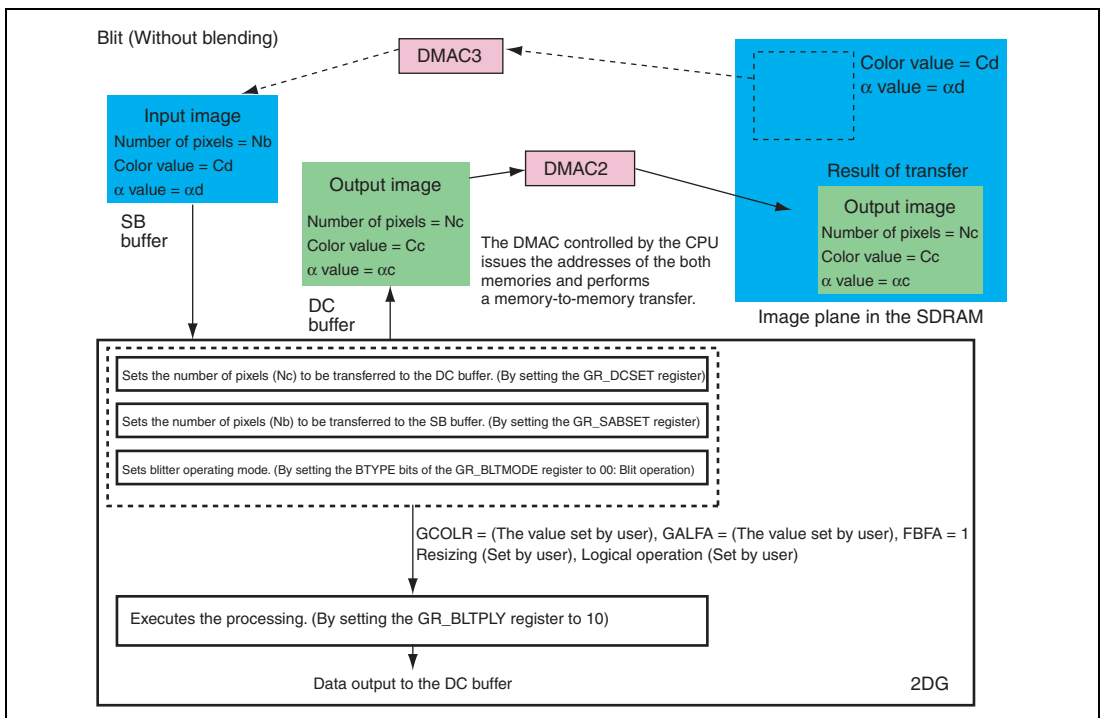 Blit (Without blending)
DMAC3
Color value = Cd
α value = αd
Input image
Number of pixels = Nb
Color value = Cd
α value = αd
SB
buffer
Output image
Number of pixels = Nc
Color value = Cc
α value = αc
DC
buffer
DMAC2
The DMAC controlled by the CPU
issues the addresses of the both
memories and performs
a memory-to-memory transfer.
Result of transfer
Output image
Number of pixels = Nc
Color value = Cc
α value = αc
Image plane in the SDRAM
Sets the number of pixels (Nc) to be transferred to the DC buffer. (By setting the GR_DCSET register)
Sets the number of pixels (Nb) to be transferred to the SB buffer. (By setting the GR_SABSET register)
Sets blitter operating mode. (By setting the BTYPE bits of the GR_BLTMODE register to 00: Blit operation)
GCOLR = (The value set by user), GALFA = (The value set by user), FBFA = 1
Resizing (Set by user), Logical operation (Set by user)
Executes the processing. (By setting the GR_BLTPLY register to 10)
Data output to the DC buffer
2DG